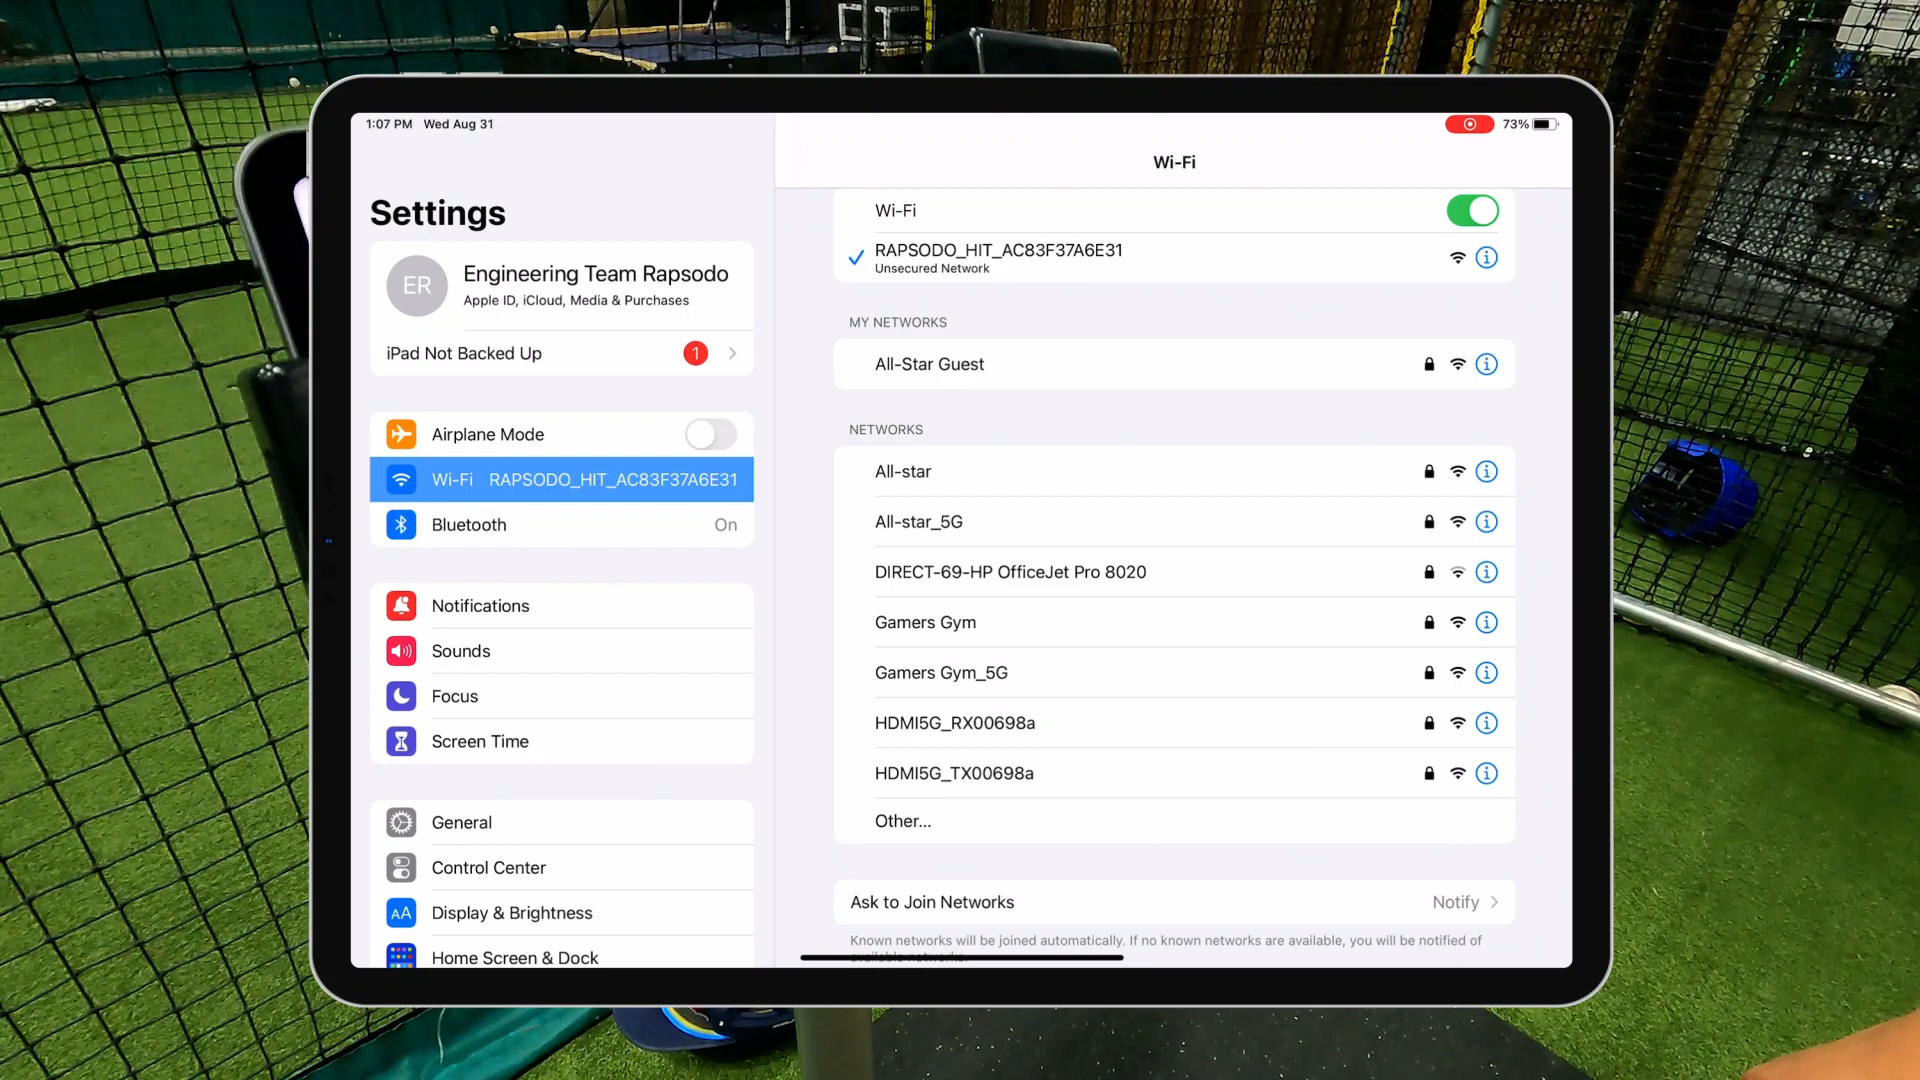 1:07 PM Wed Aug 31
73%
Settings
ER
Engineering Team Rapsodo
Apple ID, iCloud, Media & Purchases
iPad Not Backed Up
1
Airplane Mode
Wi-Fi RAPSODO_HIT_AC83F37A6E31
Bluetooth On
Notifications
Sounds
Focus
Screen Time
General
Control Center
AA Display & Brightness
Home Screen & Dock
Wi-Fi
Wi-Fi
RAPSODO_HIT_AC83F37A6E31
Unsecured Network
MY NETWORKS
All-Star Guest
NETWORKS
All-star
All-star_5G
DIRECT-69-HP OfficeJet Pro 8020
Gamers Gym
Gamers Gym_5G
HDMI5G_RX00698a
HDMI5G_TX00698a
Other...
Ask to Join Networks Notify
Known networks will be joined automatically. If no known networks are available, you will be notified of
available networks.